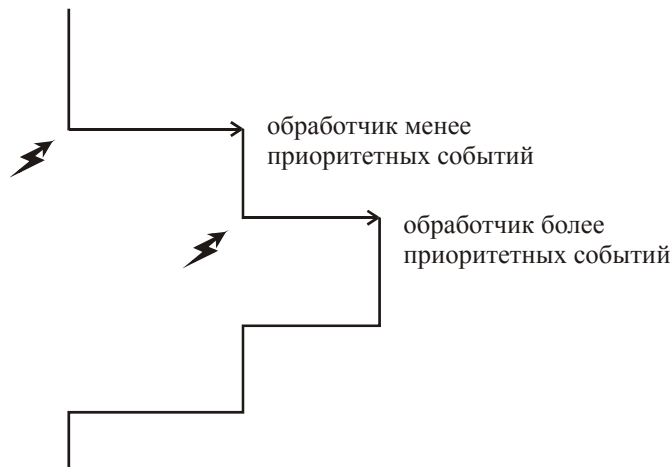 обработчик менее
приоритетных событий
обработчик более
приоритетных событий